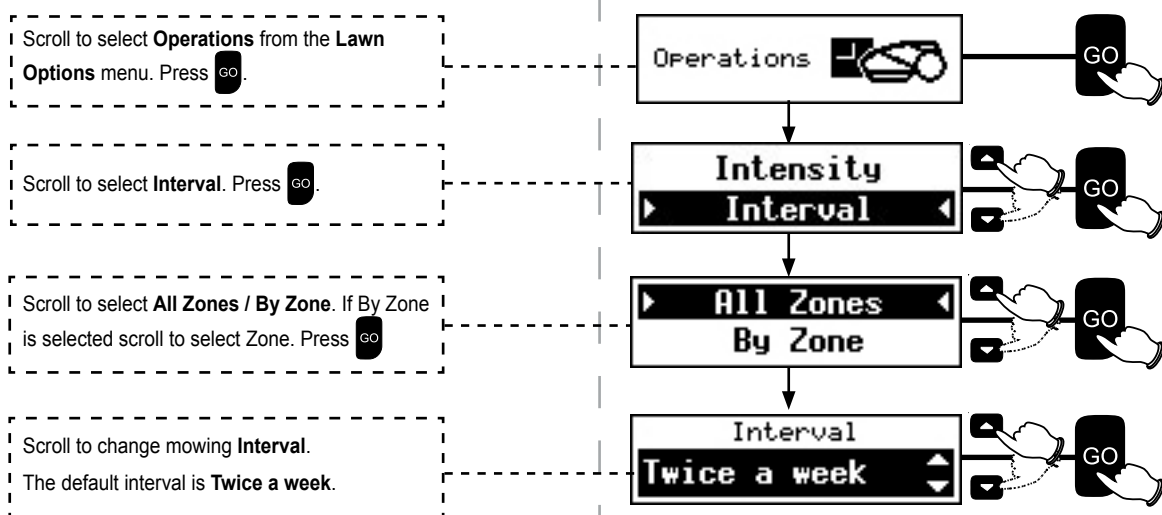 Scroll to select Operations from the Lawn
Options menu. Press GO.
Operations
GO
Scroll to select Interval. Press GO.
Intensity
Interval
GO
Scroll to select All Zones / By Zone. If By Zone
is selected scroll to select Zone. Press GO
All Zones
By Zone
GO
Scroll to change mowing Interval.
The default interval is Twice a week.
Interval
Twice a week
GO